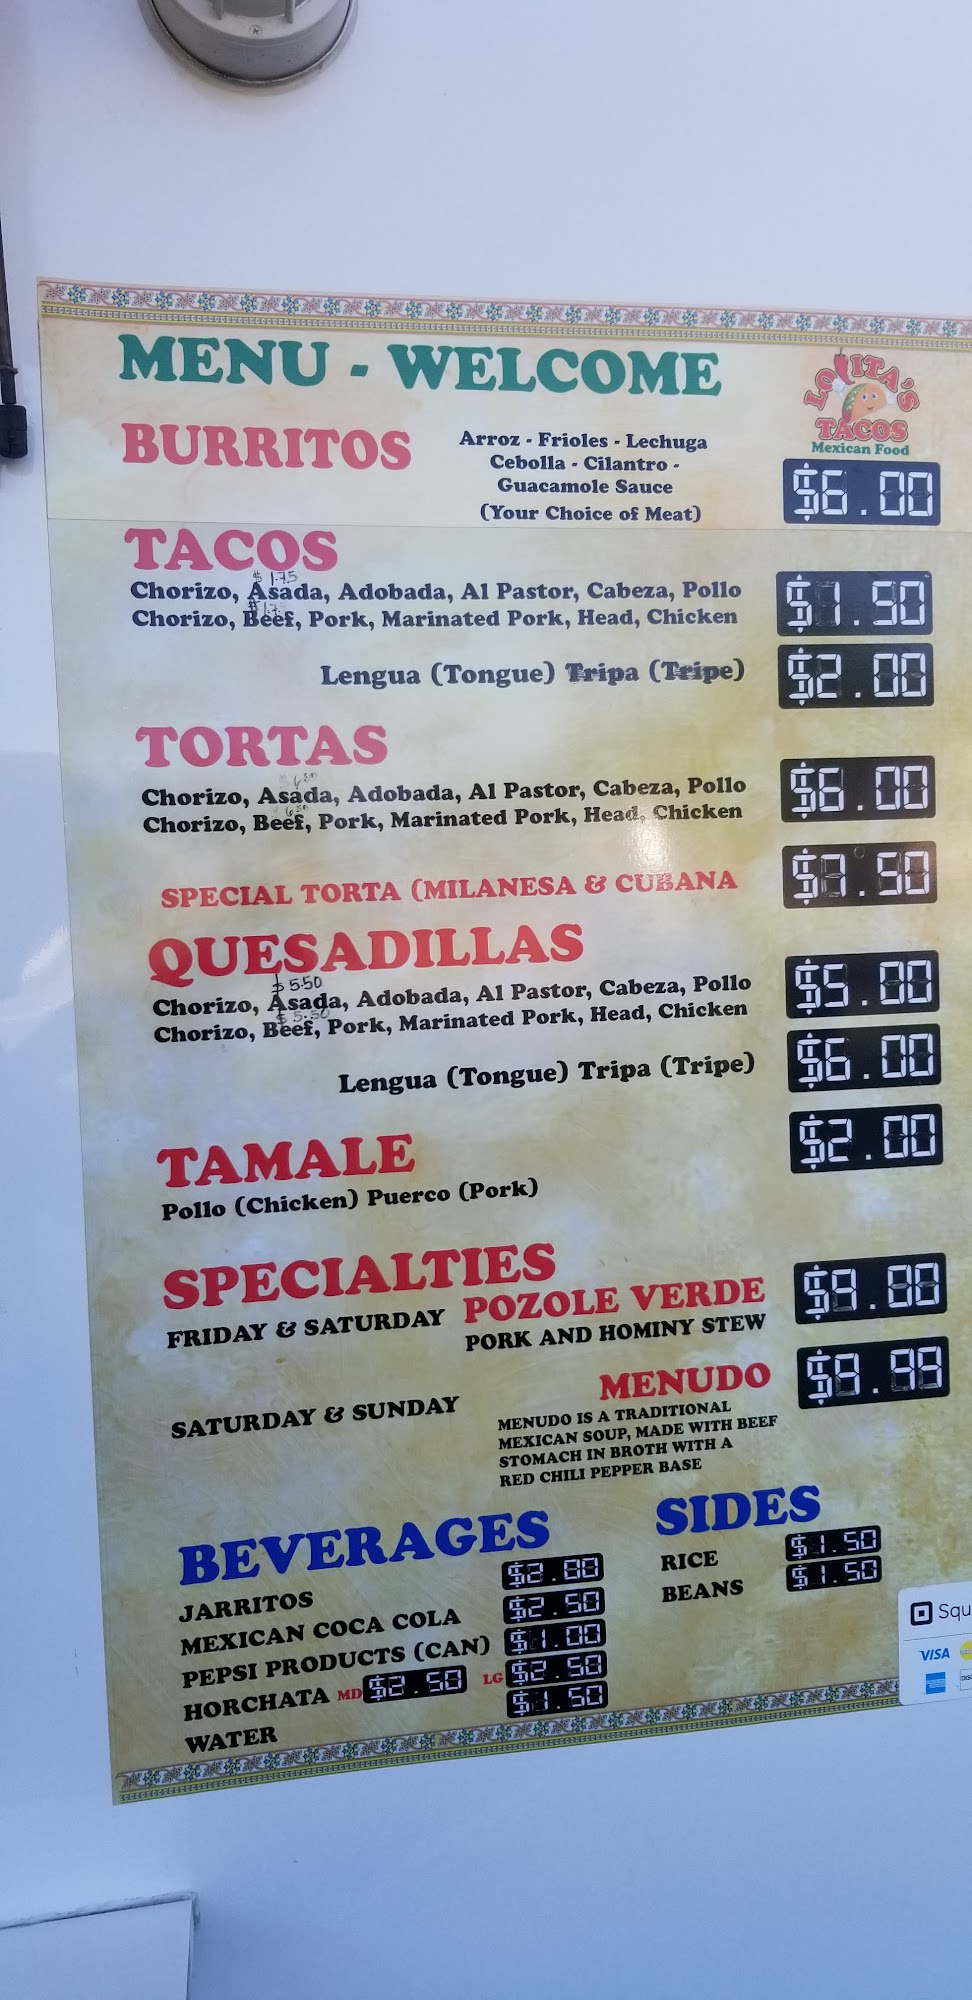 MENU - WELCOME
LOLITA'S
TACOS
Mexican Food
BURRITOS
Arroz - Frioles - Lechuga
Cebolla - Cilantro -
Guacamole Sauce
(Your Choice of Meat)
$6.00
TACOS
$1.75
Chorizo, Asada, Adobada, Al Pastor, Cabeza, Pollo
$1.75
Chorizo, Beef, Pork, Marinated Pork, Head, Chicken
$1.50
Lengua (Tongue) Tripa (Tripe)
$2.00
TORTAS
Chorizo, Asada, Adobada, Al Pastor, Cabeza, Pollo
Chorizo, Beef, Pork, Marinated Pork, Head, Chicken
$6.00
SPECIAL TORTA (MILANESA & CUBANA
$7.50
QUESADILLAS
$5.50
Chorizo, Asada, Adobada, Al Pastor, Cabeza, Pollo
$5.50
Chorizo, Beef, Pork, Marinated Pork, Head, Chicken
$5.00
Lengua (Tongue) Tripa (Tripe)
$6.00
TAMALE
$2.00
Pollo (Chicken) Puerco (Pork)
SPECIALTIES
FRIDAY & SATURDAY POZOLE VERDE
PORK AND HOMINY STEW
SATURDAY & SUNDAY
MENUDO
MENUDO IS A TRADITIONAL
MEXICAN SOUP, MADE WITH BEEF
STOMACH IN BROTH WITH A
RED CHILI PEPPER BASE
BEVERAGES
JARRITOS
MEXICAN COCA COLA $2.50
PEPSI PRODUCTS (CAN) $1.00
HORCHATA MD $2.50 LG
WATER
SIDES
RICE $1.50
BEANS $1.50
Squ
VISA